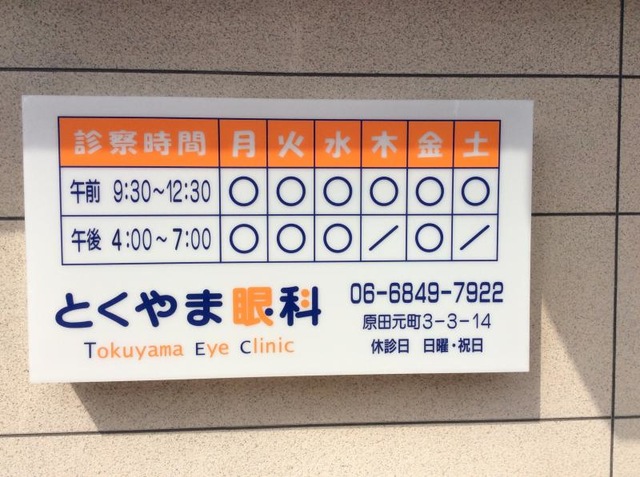 診察時間 月 火 水 木 金 土
午前 9:30~12:30 ○ ○ ○ ○ ○ ○
午後 4:00~7:00 ○ ○ ○ / ○ /
とくやま眼科
Tokuyama Eye Clinic
06-6849-7922
原田元町3-3-14
休診日 日曜・祝日